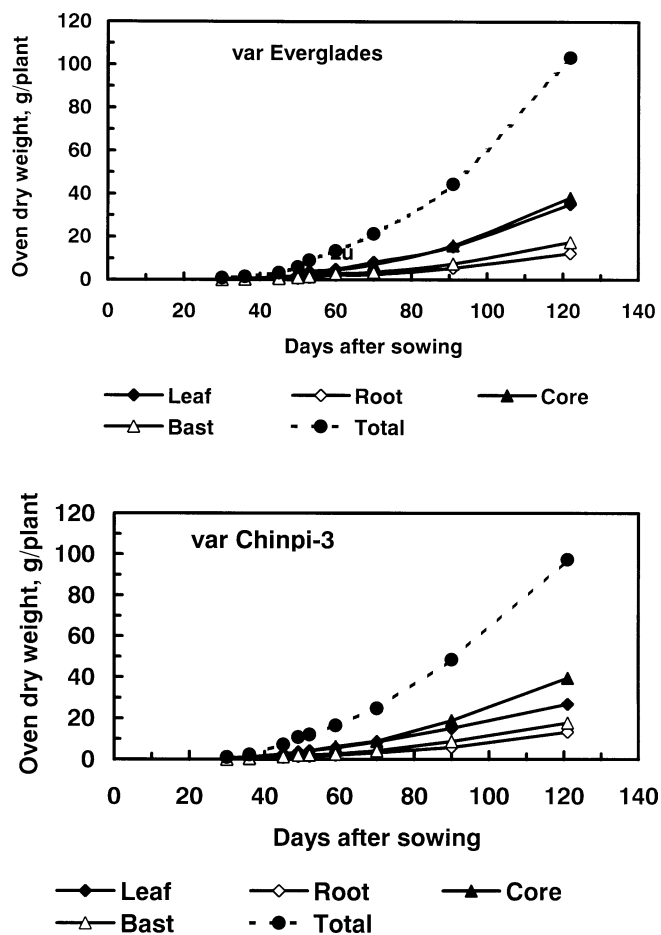 120
var Everglades
100
80
60
40
20
0
0 20 40 60 80 100 120 140
Oven dry weight, g/plant
Days after sowing
Leaf Root Core
Bast Total
120
var Chinpi-3
100
80
60
40
20
0
0 20 40 60 80 100 120 140
Oven dry weight, g/plant
Days after sowing
Leaf Root Core
Bast Total